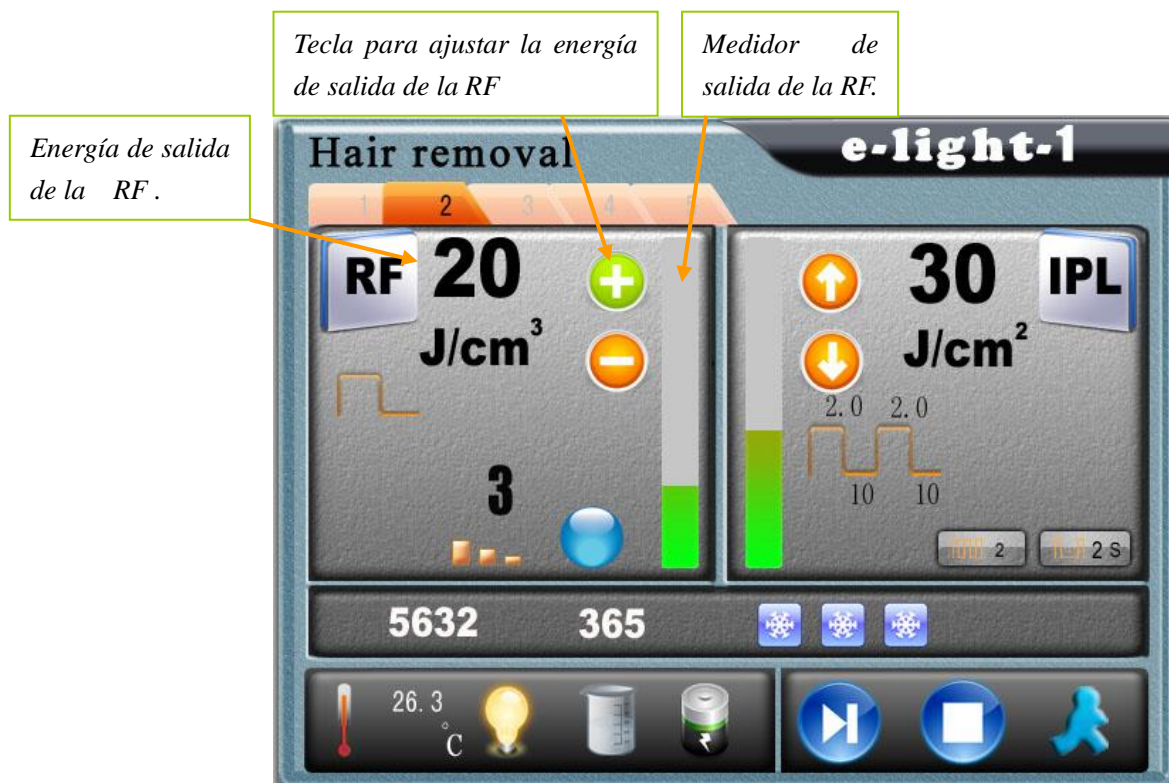 Tecla para ajustar la energía
de salida de la RF
Medidor de
salida de la RF.
Energía de salida
de la RF .
Hair removal
e-light-1
1 2 3 4 5
RF 20
J/cm³
3
30 IPL
J/cm²
2.0 2.0
10 10
2
2 S
5632 365
26.3
°C